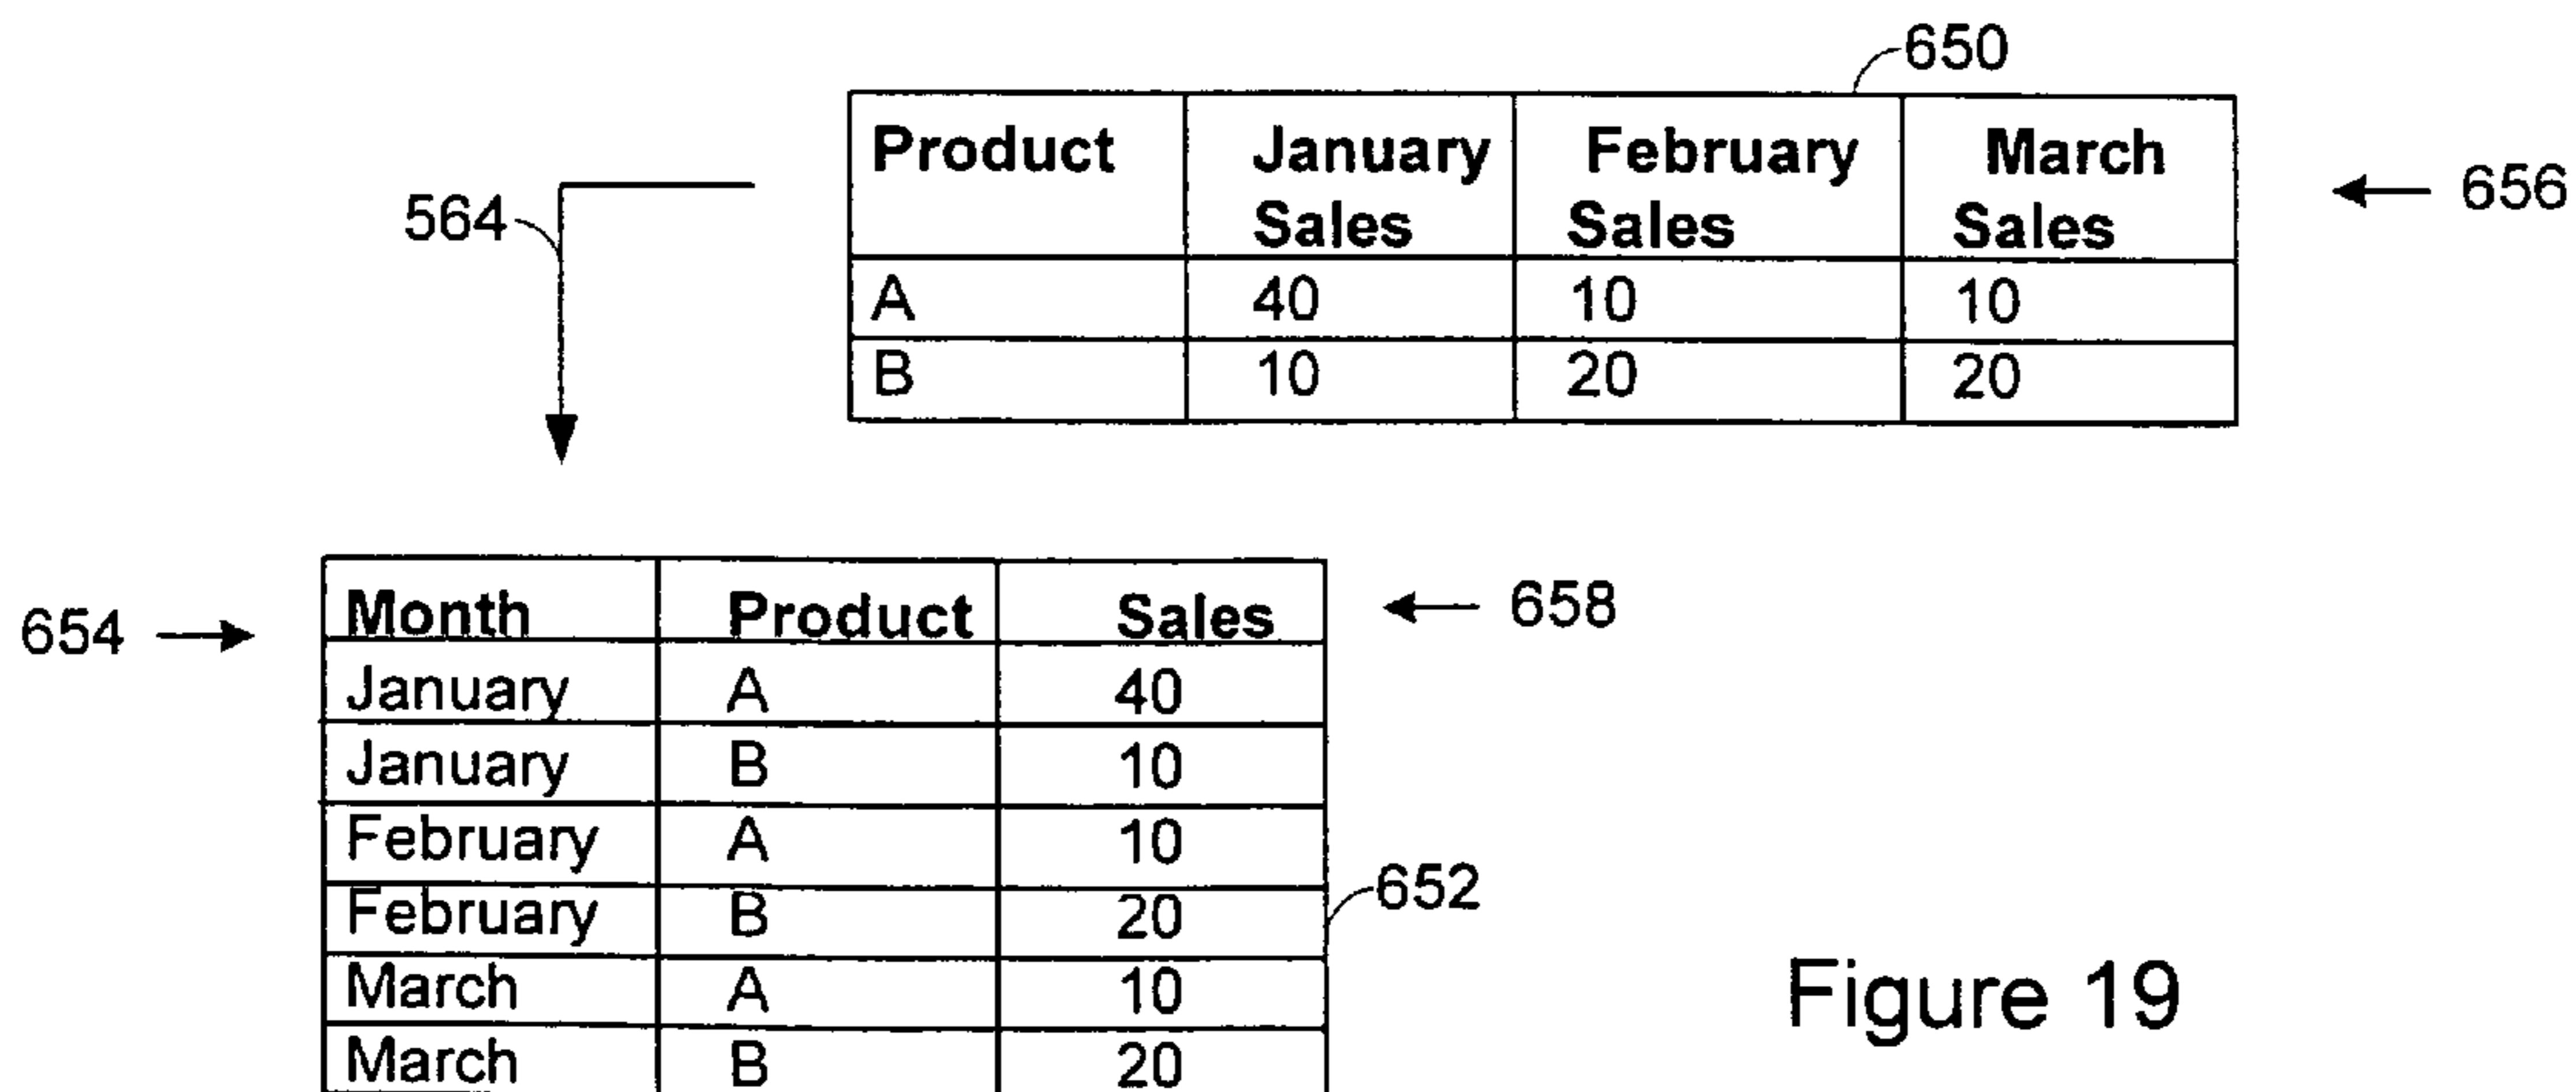 650
Product January Sales February Sales March Sales
656
564
A 40 10 10
B 10 20 20
654
Month Product Sales
658
January A 40
January B 10
February A 10
February B 20
652
March A 10
March B 20
Figure 19